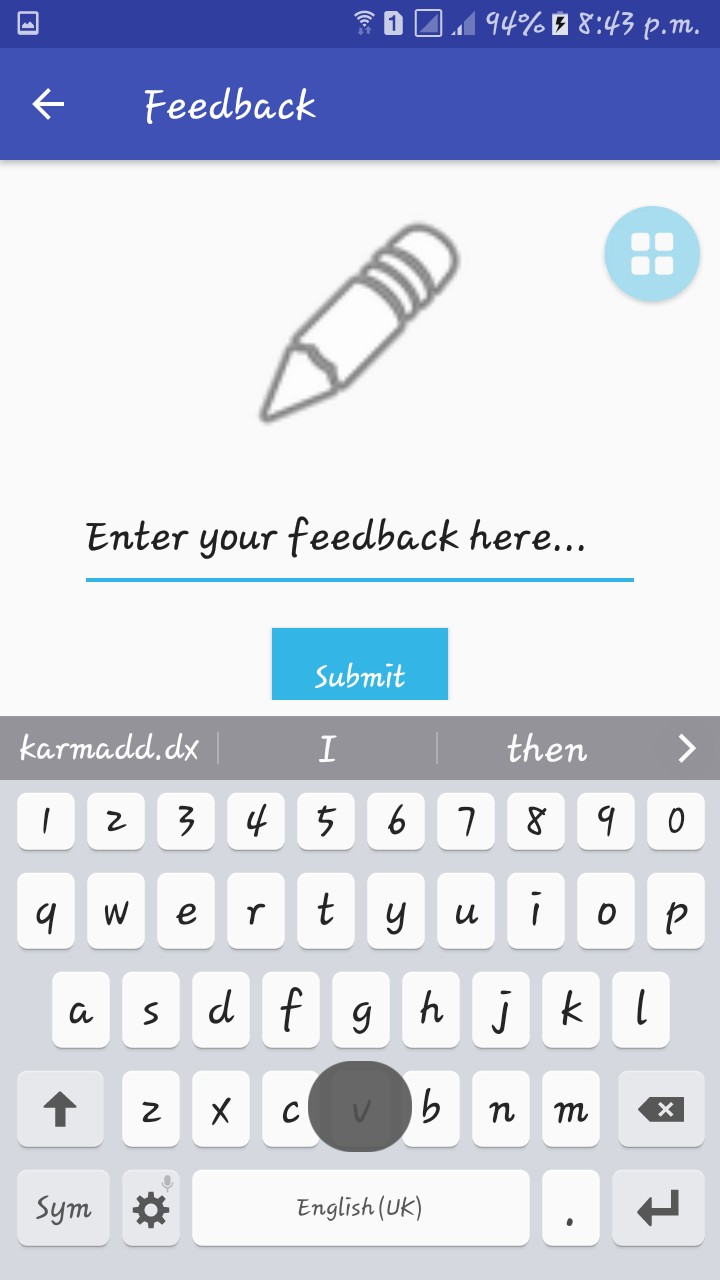 1 94% 8:43 p.m.
Feedback
Enter your feedback here...
Submit
karmadd.dx I then
1 2 3 4 5 6 7 8 9 0
q w e r t y u i o p
a s d f g h j k l
z x c v b n m
Sym English(UK) .